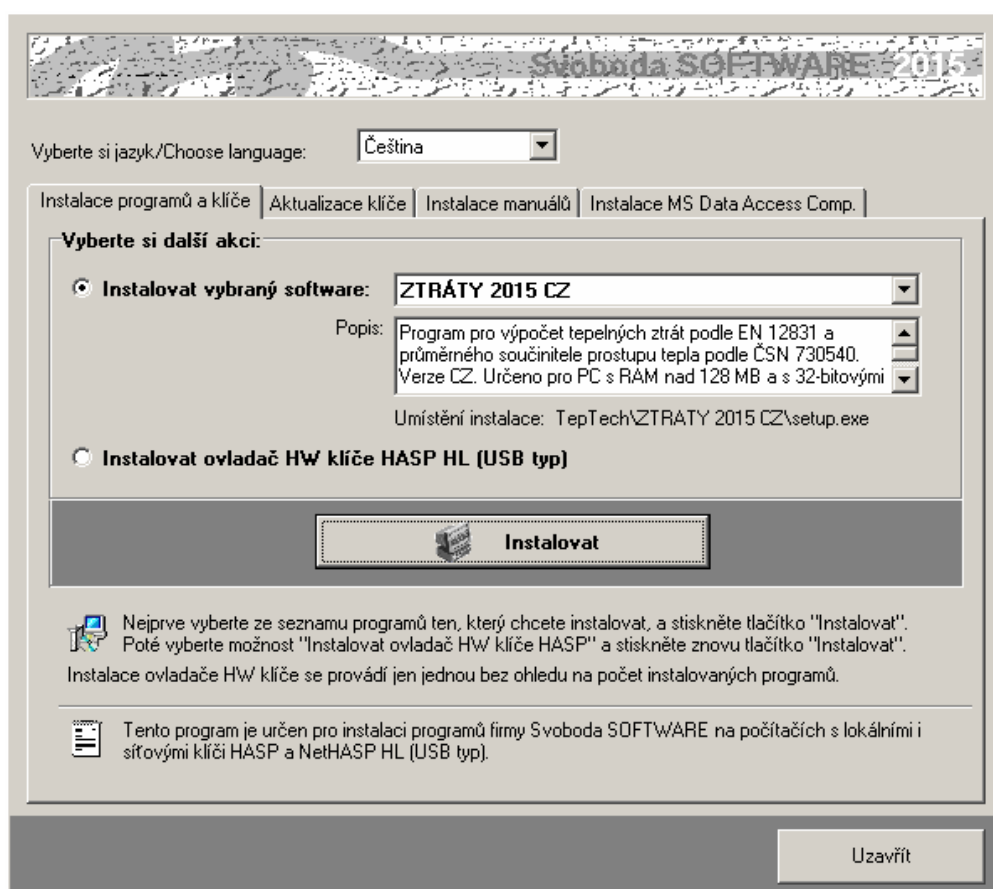 Svoboda SOFTWARE 2015
Vyberte si jazyk/Choose language: Čeština
Instalace programů a klíče Aktualizace klíče Instalace manuálů Instalace MS Data Access Comp.
Vyberte si další akci:
Instalovat vybraný software: ZTRÁTY 2015 CZ
Popis: Program pro výpočet tepelných ztrát podle EN 12831 a
průměrného součinitele prostupu tepla podle ČSN 730540.
Verze CZ. Určeno pro PC s RAM nad 128 MB a s 32-bitovými
Umístění instalace: TepTech\ZTRATY 2015 CZ\setup.exe
Instalovat ovladač HW klíče HASP HL (USB typ)
Instalovat
Nejprve vyberte ze seznamu programů ten, který chcete instalovat, a stiskněte tlačítko "Instalovat".
Poté vyberte možnost "Instalovat ovladač HW klíče HASP" a stiskněte znovu tlačítko "Instalovat".
Instalace ovladače HW klíče se provádí jen jednou bez ohledu na počet instalovaných programů.
Tento program je určen pro instalaci programů firmy Svoboda SOFTWARE na počítačích s lokálními i
síťovými klíči HASP a NetHASP HL (USB typ).
Uzavřít